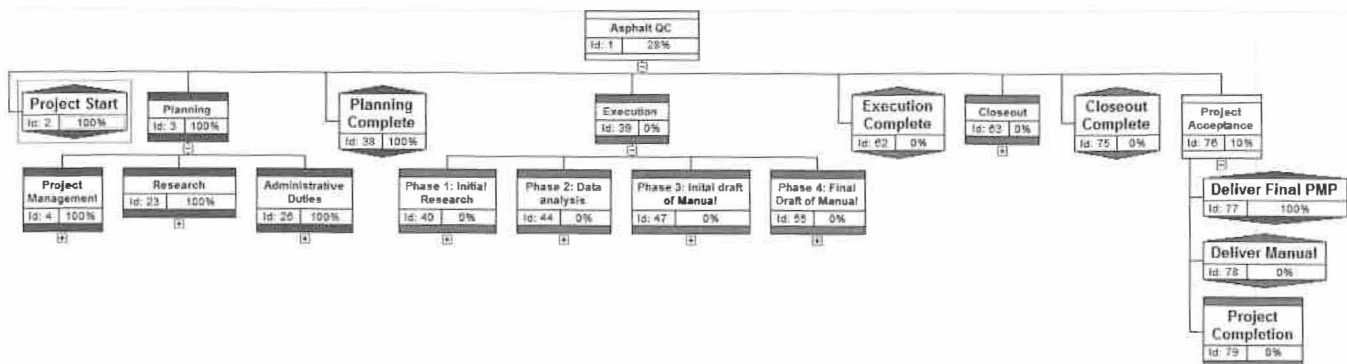 Asphalt QC
Id: 1 28%
Project Start
Id: 2 100%
Planning
Id: 3 100%
Planning
Complete
Id: 38 100%
Execution
Id: 39 0%
Execution
Complete
Id: 62 0%
Closeout
Id: 63 0%
Closeout
Complete
Id: 75 0%
Project
Acceptance
Id: 76 10%
Project
Management
Id: 4 100%
Research
Id: 23 100%
Administrative
Duties
Id: 26 100%
Phase 1: Initial
Research
Id: 40 0%
Phase 2: Data
analysis
Id: 44 0%
Phase 3: Inital draft
of Manual
Id: 47 0%
Phase 4: Final
Draft of Manual
Id: 55 0%
Deliver Final PMP
Id: 77 100%
Deliver Manual
Id: 78 0%
Project
Completion
Id: 79 0%